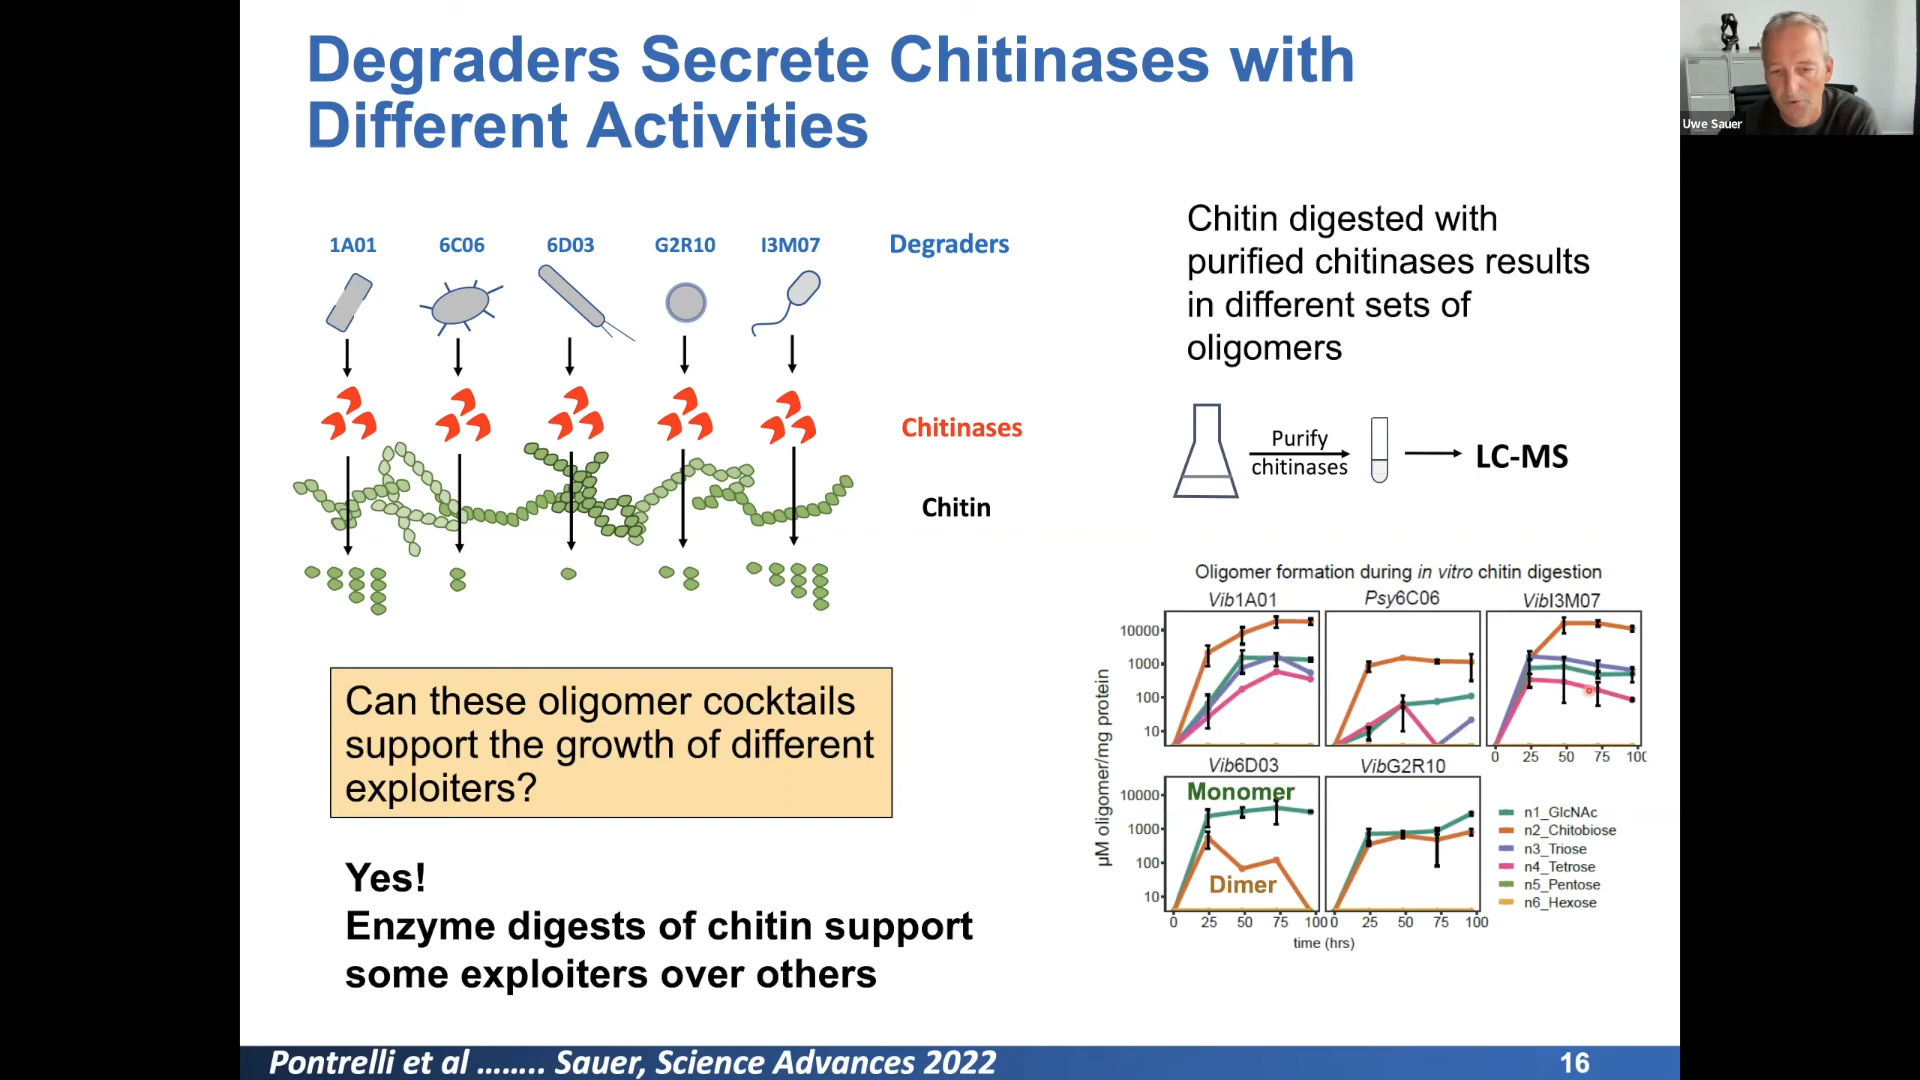 Degraders Secrete Chitinases with
Different Activities
Uwe Sauer
1A01 6C06 6D03 G2R10 I3M07 Degraders
Chitinases
Chitin
Chitin digested with
purified chitinases results
in different sets of
oligomers
Purify
chitinases
LC-MS
Can these oligomer cocktails
support the growth of different
exploiters?
Yes!
Enzyme digests of chitin support
some exploiters over others
Oligomer formation during in vitro chitin digestion
Vib1A01 Psy6C06 VibI3M07
10000
1000
100
10
0 25 50 75 100
µM oligomer/mg protein
Vib6D03 VibG2R10
Monomer
Dimer
10000
1000
100
10
0 25 50 75 100 0 25 50 75 100
time (hrs)
n1_GlcNAc
n2_Chitobiose
n3_Triose
n4_Tetrose
n5_Pentose
n6_Hexose
Pontrelli et al …….. Sauer, Science Advances 2022 16